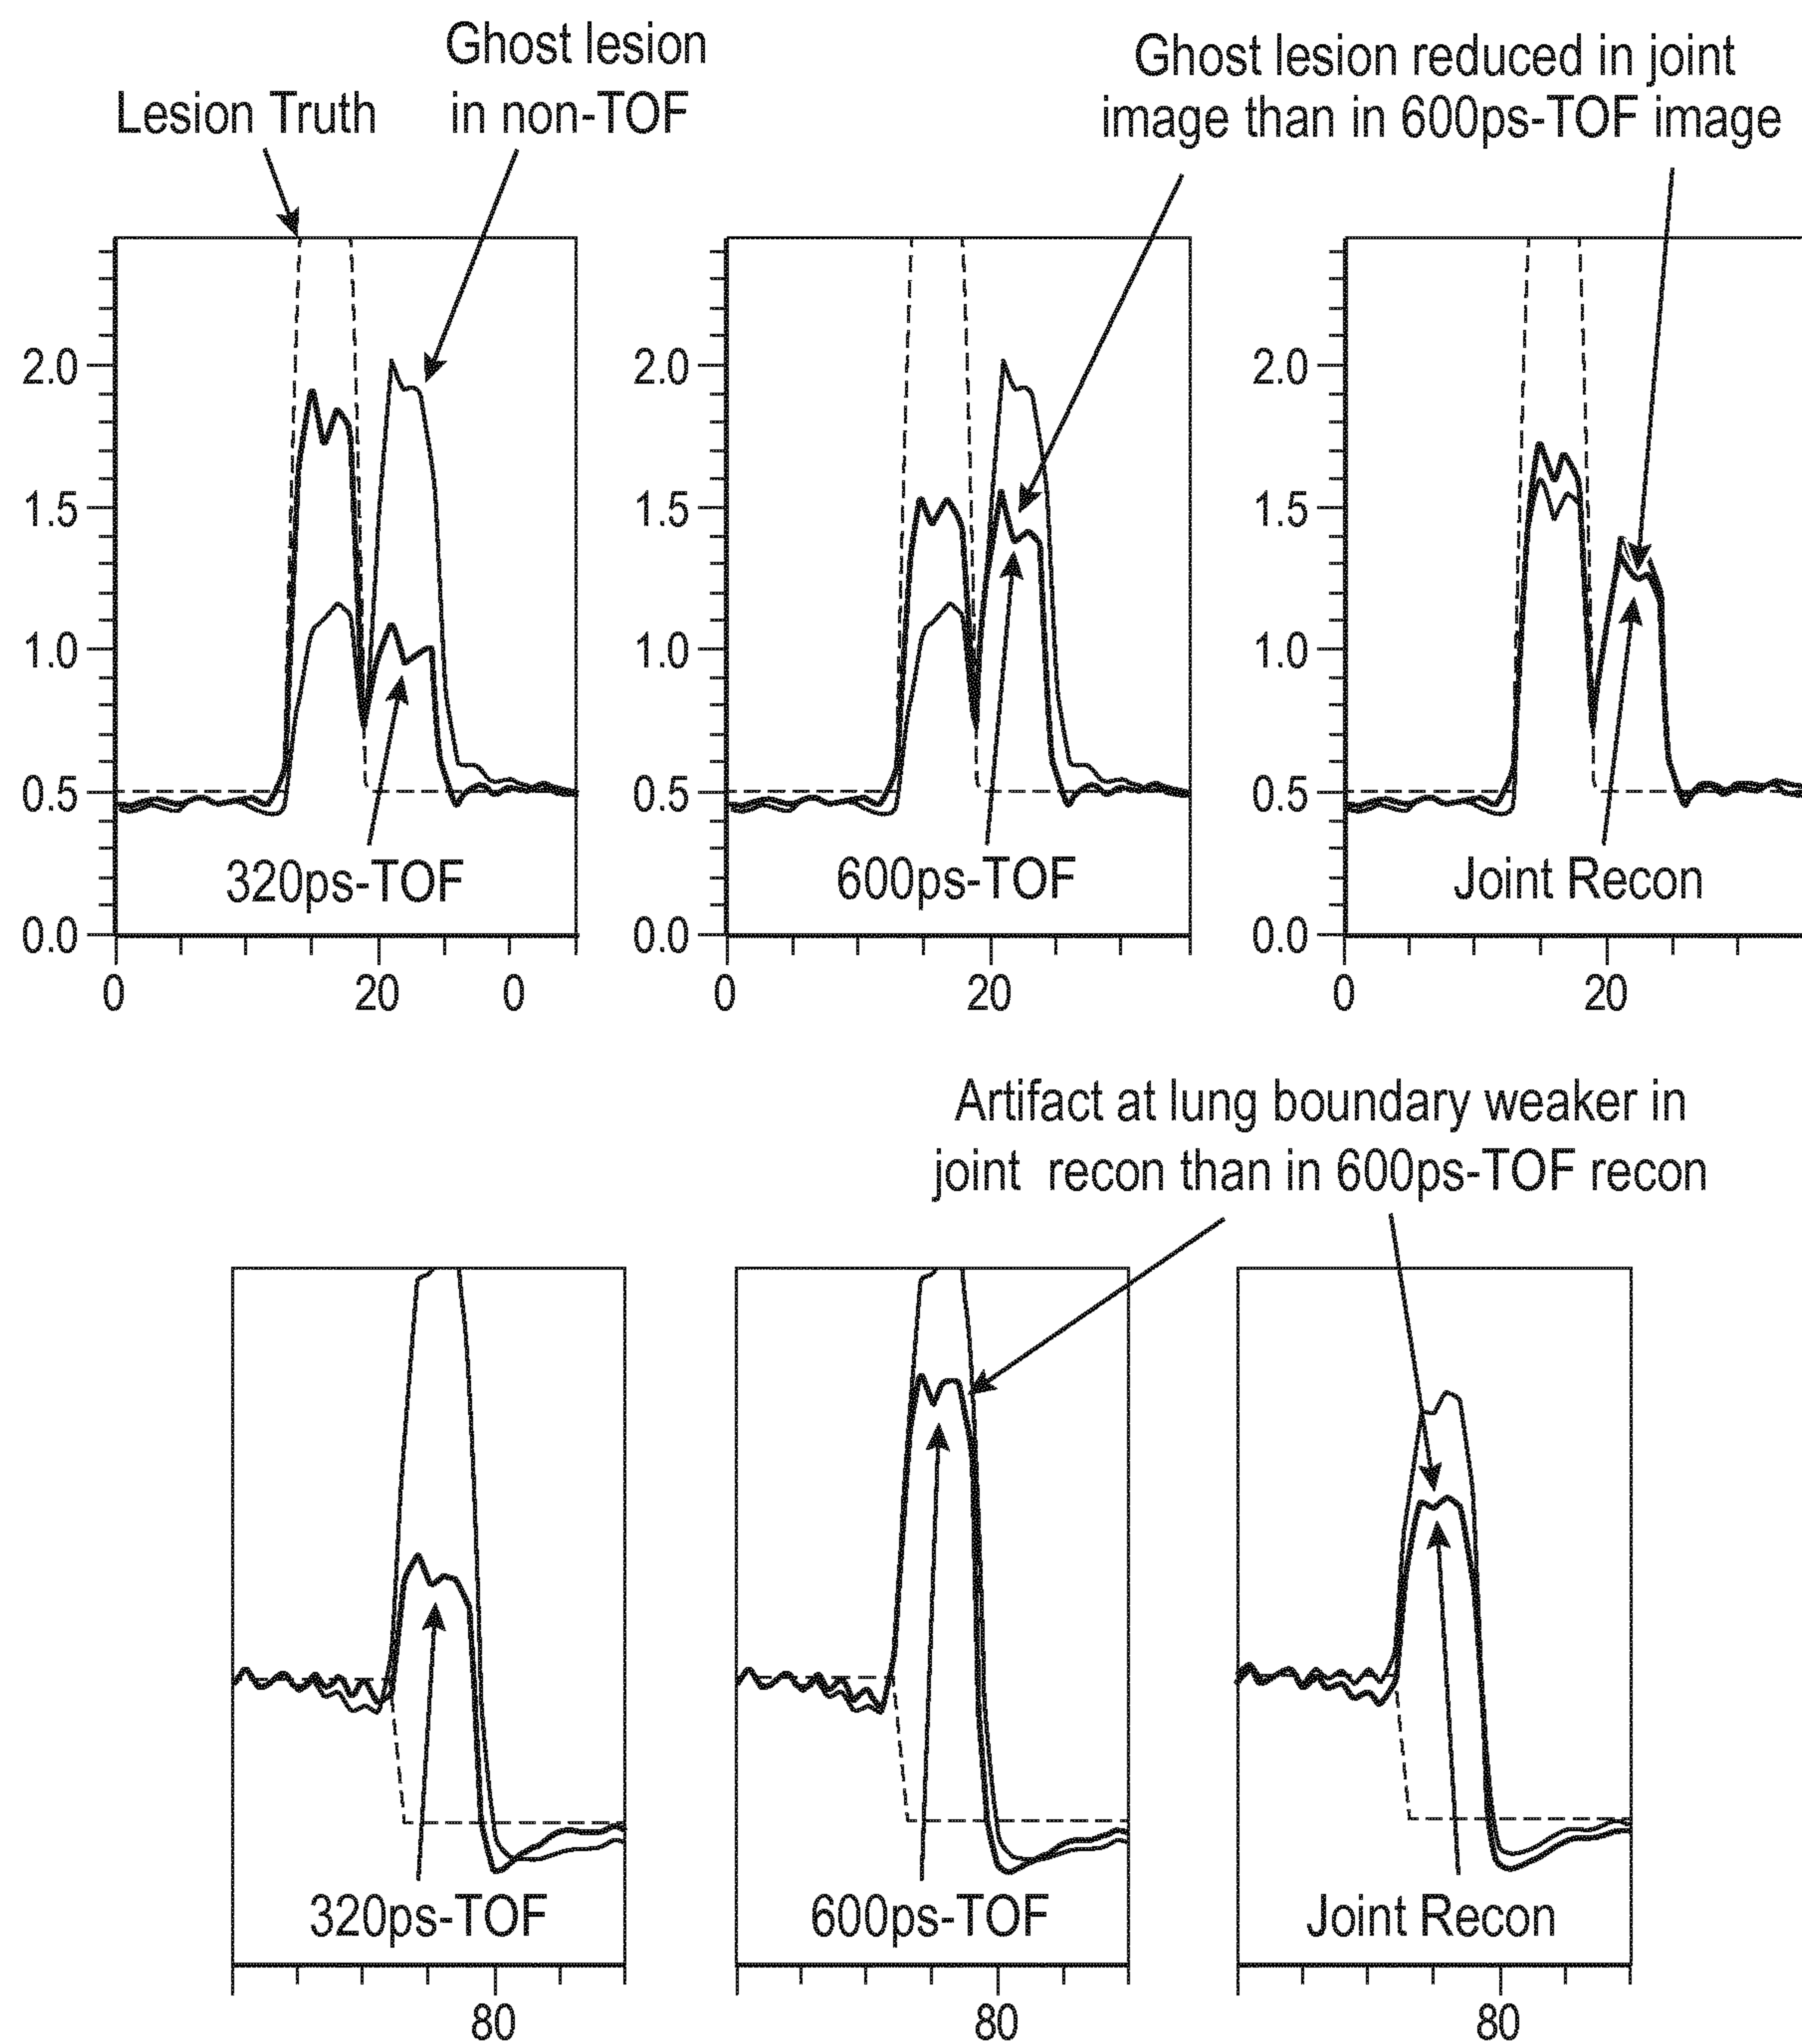 Ghost lesion
in non-TOF
Lesion Truth
Ghost lesion reduced in joint
image than in 600ps-TOF image
2.0
1.5
1.0
0.5
0.0
320ps-TOF
0
20
0
2.0
1.5
1.0
0.5
0.0
600ps-TOF
0
20
2.0
1.5
1.0
0.5
0.0
Joint Recon
0
20
Artifact at lung boundary weaker in
joint recon than in 600ps-TOF recon
320ps-TOF
80
600ps-TOF
80
Joint Recon
80